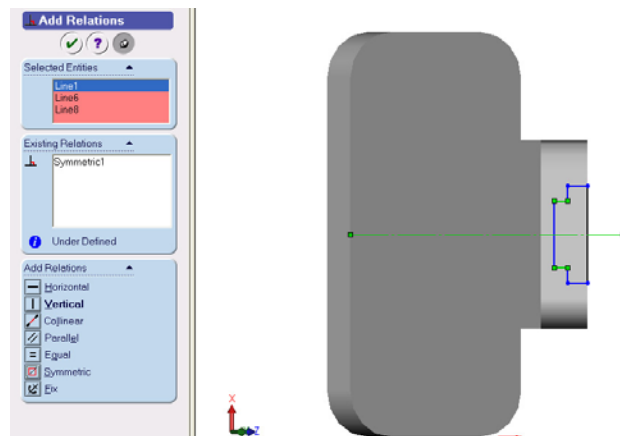 Add Relations
?
Selected Entities
Line1
Line6
Line8
Existing Relations
Symmetric1
Under Defined
Add Relations
Horizontal
Vertical
Collinear
Parallel
Equal
Symmetric
Fix
X
Z